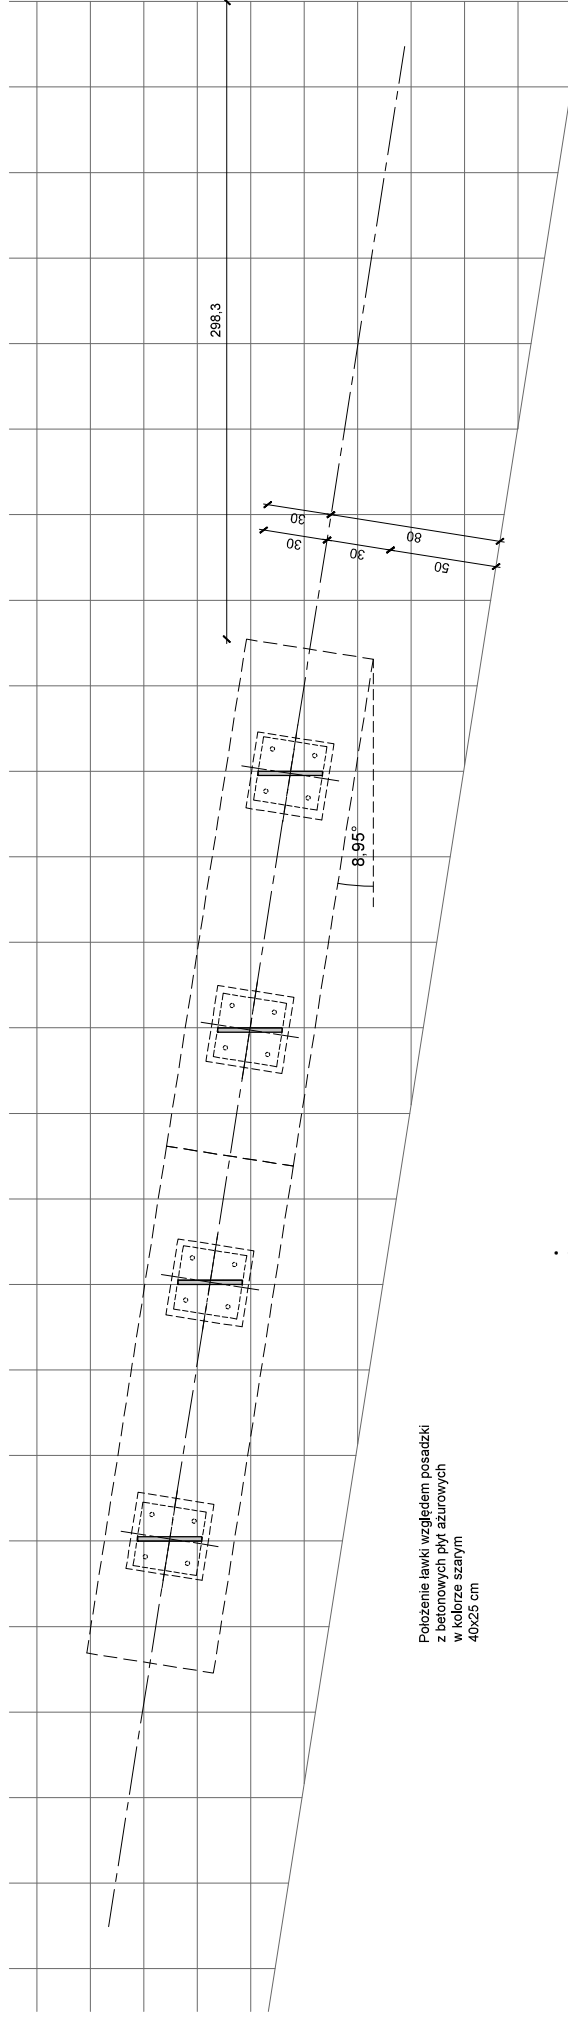 298,3
30
80
30
30
50
8,95°
Położenie ławki względem posadzki
z betonowych płyt ażurowych
w kolorze szarym
40x25 cm